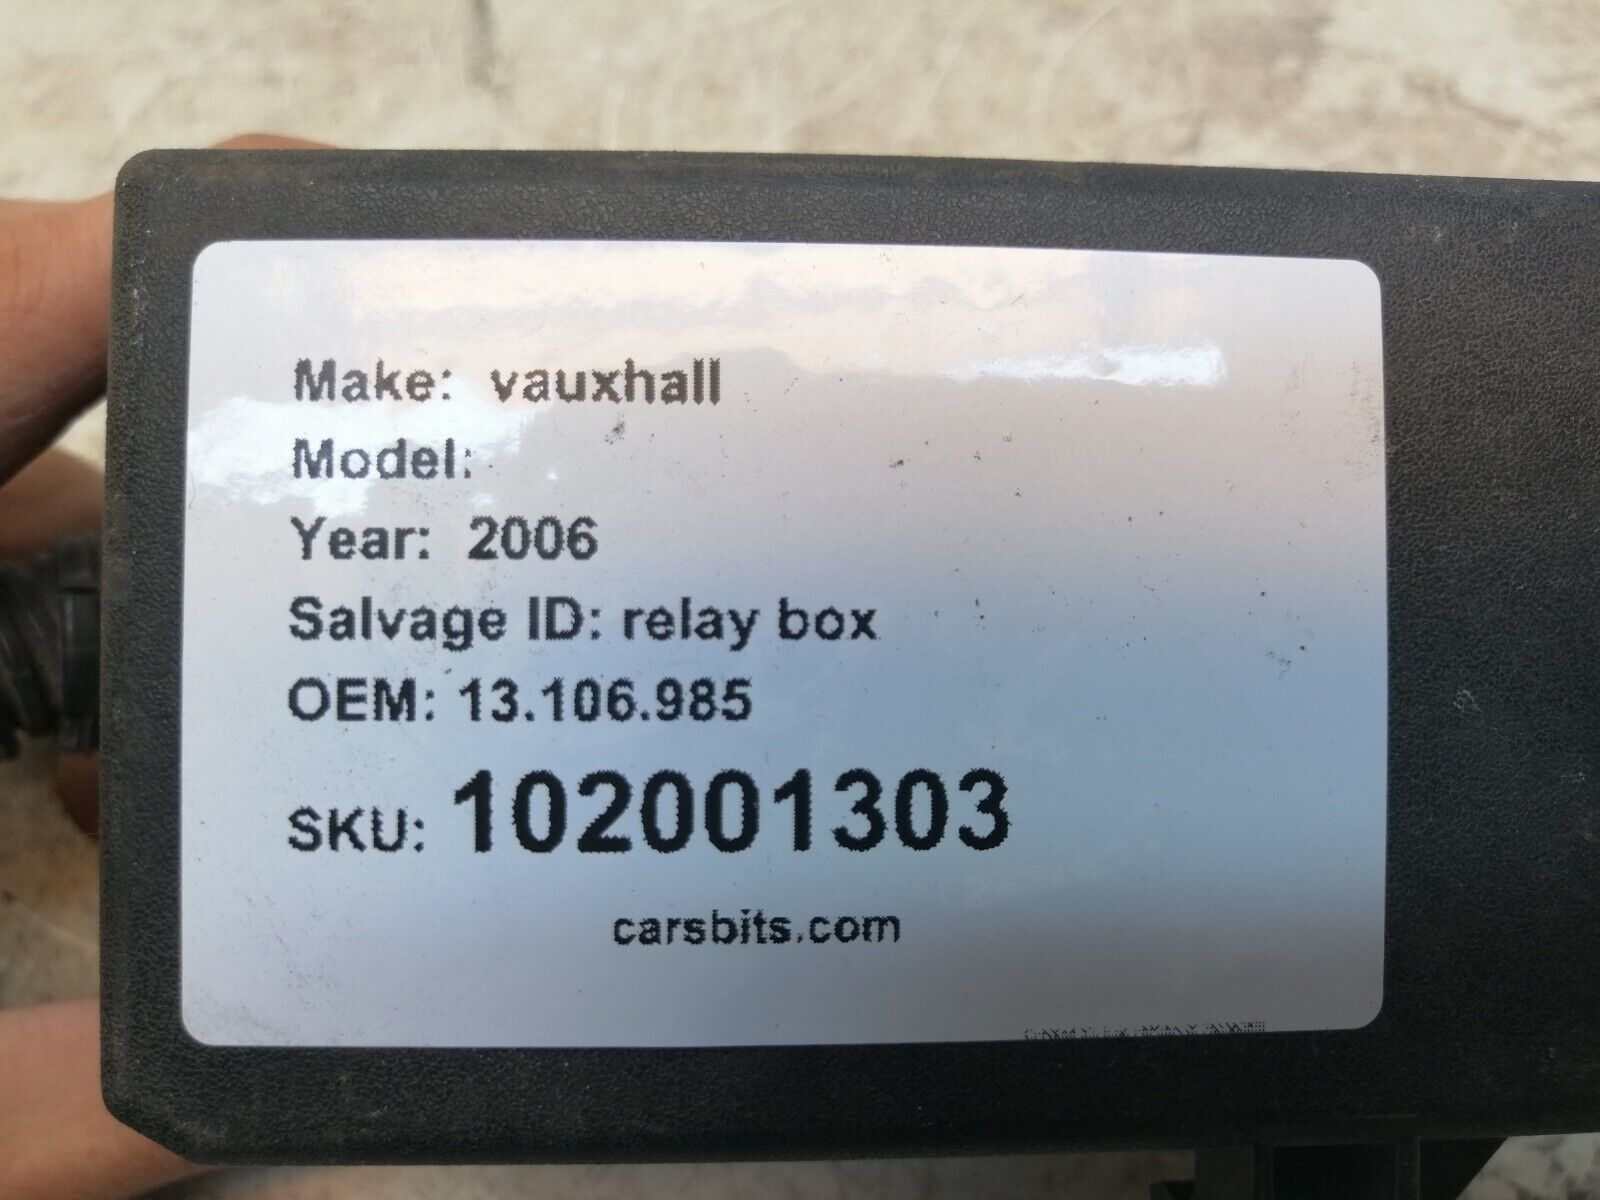 Make: vauxhall
Model:
Year: 2006
Salvage ID: relay box
OEM: 13.106.985
SKU: 102001303
carsbits.com